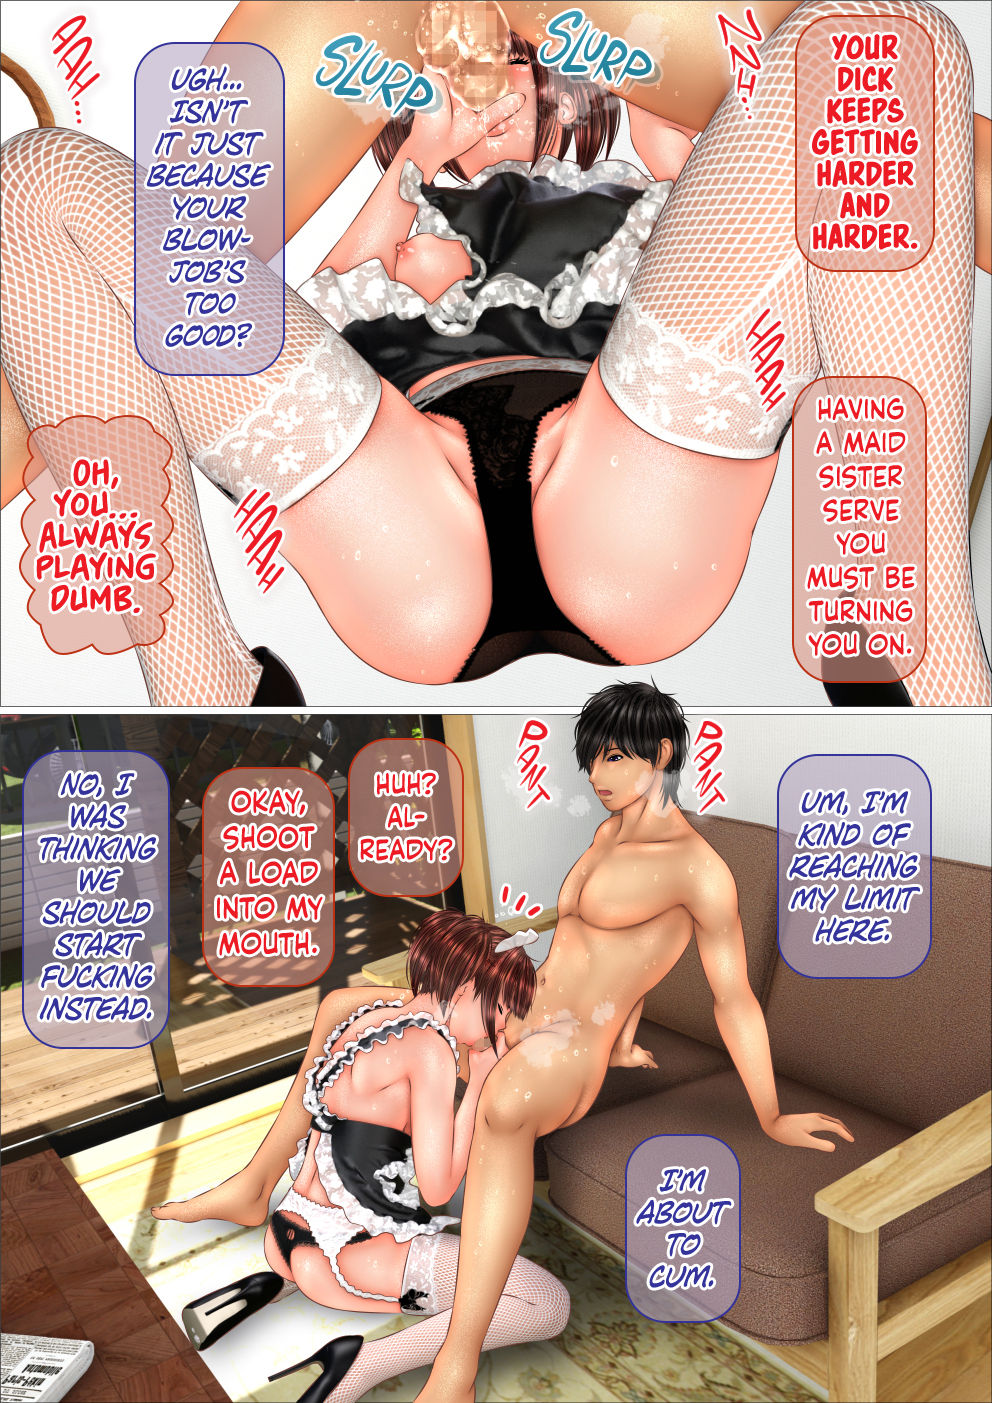 YOUR
DICK
KEEPS
GETTING
HARDER
AND
HARDER.
NN...
SLURP
SLURP
AAH...
UGH...
ISN'T
IT JUST
BECAUSE
YOUR
BLOW-
JOB'S
TOO
GOOD?
HAAH
HAVING
A MAID
SISTER
SERVE
YOU
MUST BE
TURNING
YOU ON.
HAAH
OH,
YOU...
ALWAYS
PLAYING
DUMB.
UM, I'M
KIND OF
REACHING
MY LIMIT
HERE.
PANT
PANT
HUH?
AL-
READY?
OKAY,
SHOOT
A LOAD
INTO MY
MOUTH.
NO, I
WAS
THINKING
WE
SHOULD
START
FUCKING
INSTEAD.
I'M
ABOUT
TO
CUM.